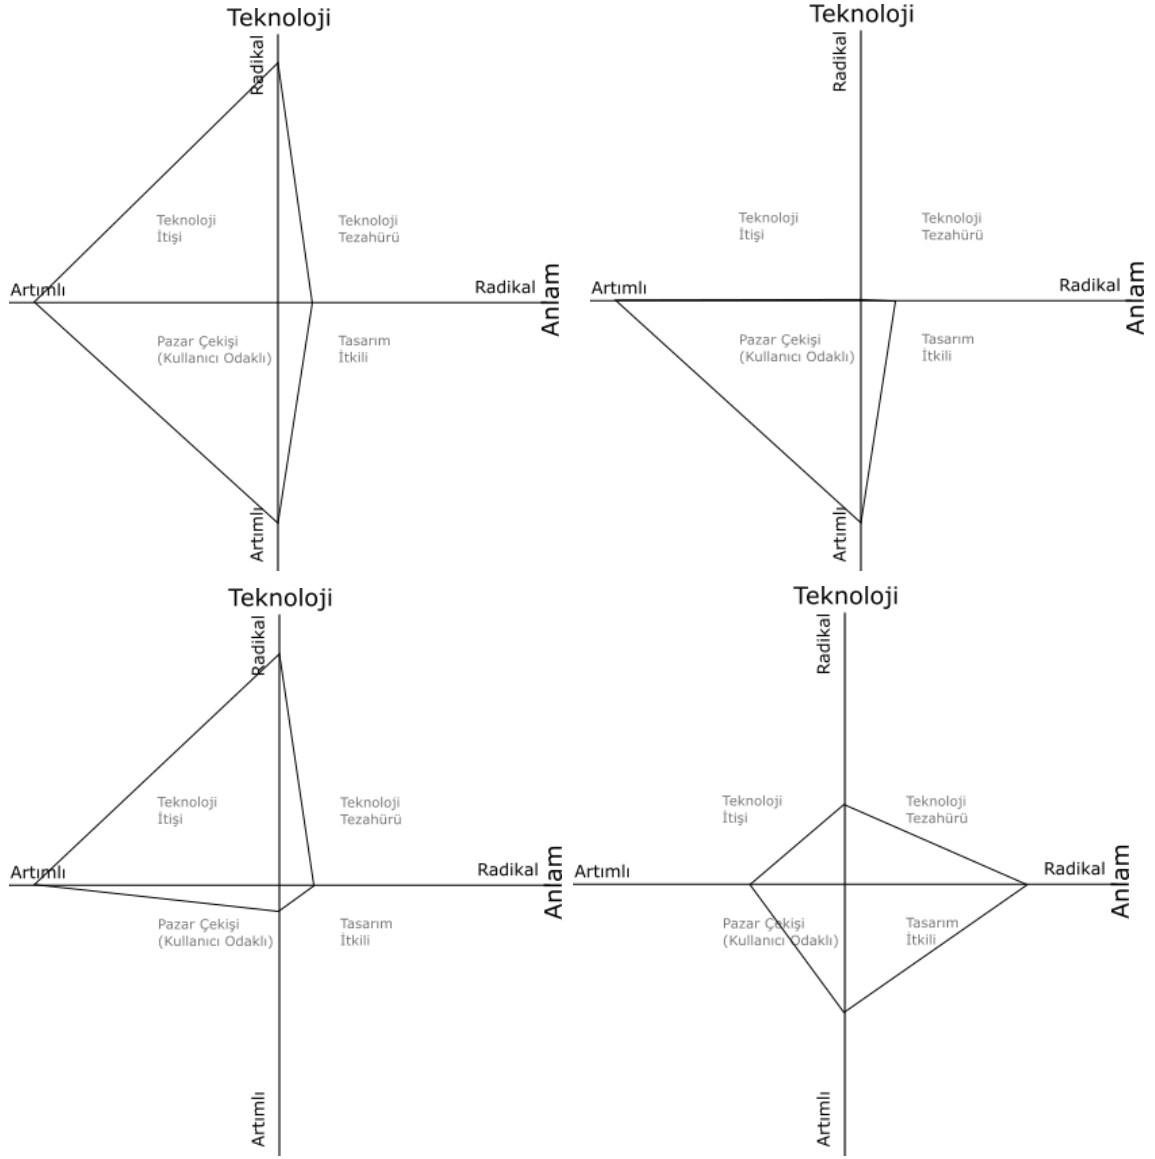 Teknoloji
Radikal
Teknoloji
İtişi
Teknoloji
Tezahürü
Artımlı
Radikal
Anlam
Pazar Çekişi
(Kullanıcı Odaklı)
Tasarım
İtkili
Artımlı
Teknoloji
Radikal
Teknoloji
İtişi
Teknoloji
Tezahürü
Artımlı
Radikal
Anlam
Pazar Çekişi
(Kullanıcı Odaklı)
Tasarım
İtkili
Artımlı
Teknoloji
Radikal
Teknoloji
İtişi
Teknoloji
Tezahürü
Artımlı
Radikal
Anlam
Pazar Çekişi
(Kullanıcı Odaklı)
Tasarım
İtkili
Artımlı
Teknoloji
Radikal
Teknoloji
İtişi
Teknoloji
Tezahürü
Artımlı
Radikal
Anlam
Pazar Çekişi
(Kullanıcı Odaklı)
Tasarım
İtkili
Artımlı